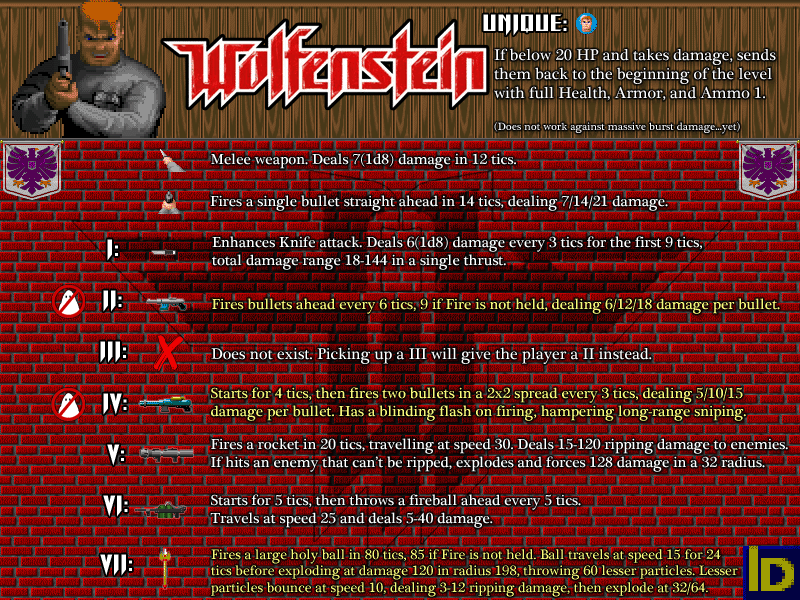 Wolfenstein
UNIQUE:
If below 20 HP and takes damage, sends
them back to the beginning of the level
with full Health, Armor, and Ammo 1.
(Does not work against massive burst damage...yet)
Melee weapon. Deals 7(1d8) damage in 12 tics.
Fires a single bullet straight ahead in 14 tics, dealing 7/14/21 damage.
I:
Enhances Knife attack. Deals 6(1d8) damage every 3 tics for the first 9 tics,
total damage range 18-144 in a single thrust.
II:
Fires bullets ahead every 6 tics, 9 if Fire is not held, dealing 6/12/18 damage per bullet.
III:
Does not exist. Picking up a III will give the player a II instead.
IV:
Starts for 4 tics, then fires two bullets in a 2x2 spread every 3 tics, dealing 5/10/15
damage per bullet. Has a blinding flash on firing, hampering long-range sniping.
V:
Fires a rocket in 20 tics, travelling at speed 30. Deals 15-120 ripping damage to enemies.
If hits an enemy that can't be ripped, explodes and forces 128 damage in a 32 radius.
VI:
Starts for 5 tics, then throws a fireball ahead every 5 tics.
Travels at speed 25 and deals 5-40 damage.
VII:
Fires a large holy ball in 80 tics, 85 if Fire is not held. Ball travels at speed 15 for 24
tics before exploding at damage 120 in radius 198, throwing 60 lesser particles. Lesser
particles bounce at speed 10, dealing 3-12 ripping damage, then explode at 32/64.
ID